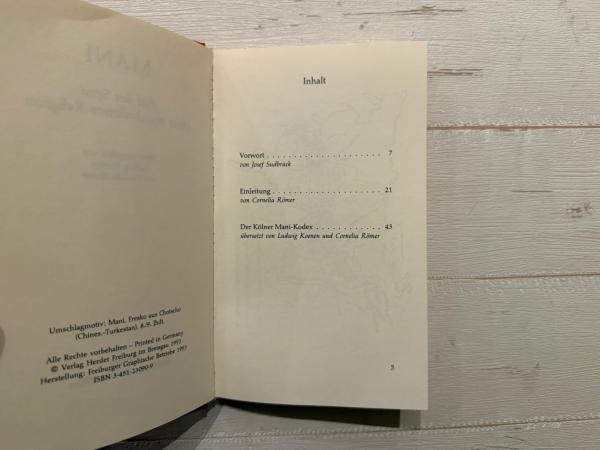 Umschlagmotiv: Mani, Fresko aus Chotscho
(Chines.-Turkestan), 8.-9. Jhdt.
Alle Rechte vorbehalten – Printed in Germany
© Verlag Herder Freiburg im Breisgau 1993
Herstellung: Freiburger Graphische Betriebe 1993
ISBN 3-451-23090-9
Inhalt
Vorwort . . . . . . . . . . . . . . . . . . . . . 7
von Josef Sudbrack
Einleitung . . . . . . . . . . . . . . . . . . . . 21
von Cornelia Römer
Der Kölner Mani-Kodex . . . . . . . . . . . . 43
übersetzt von Ludwig Koenen und Cornelia Römer
5